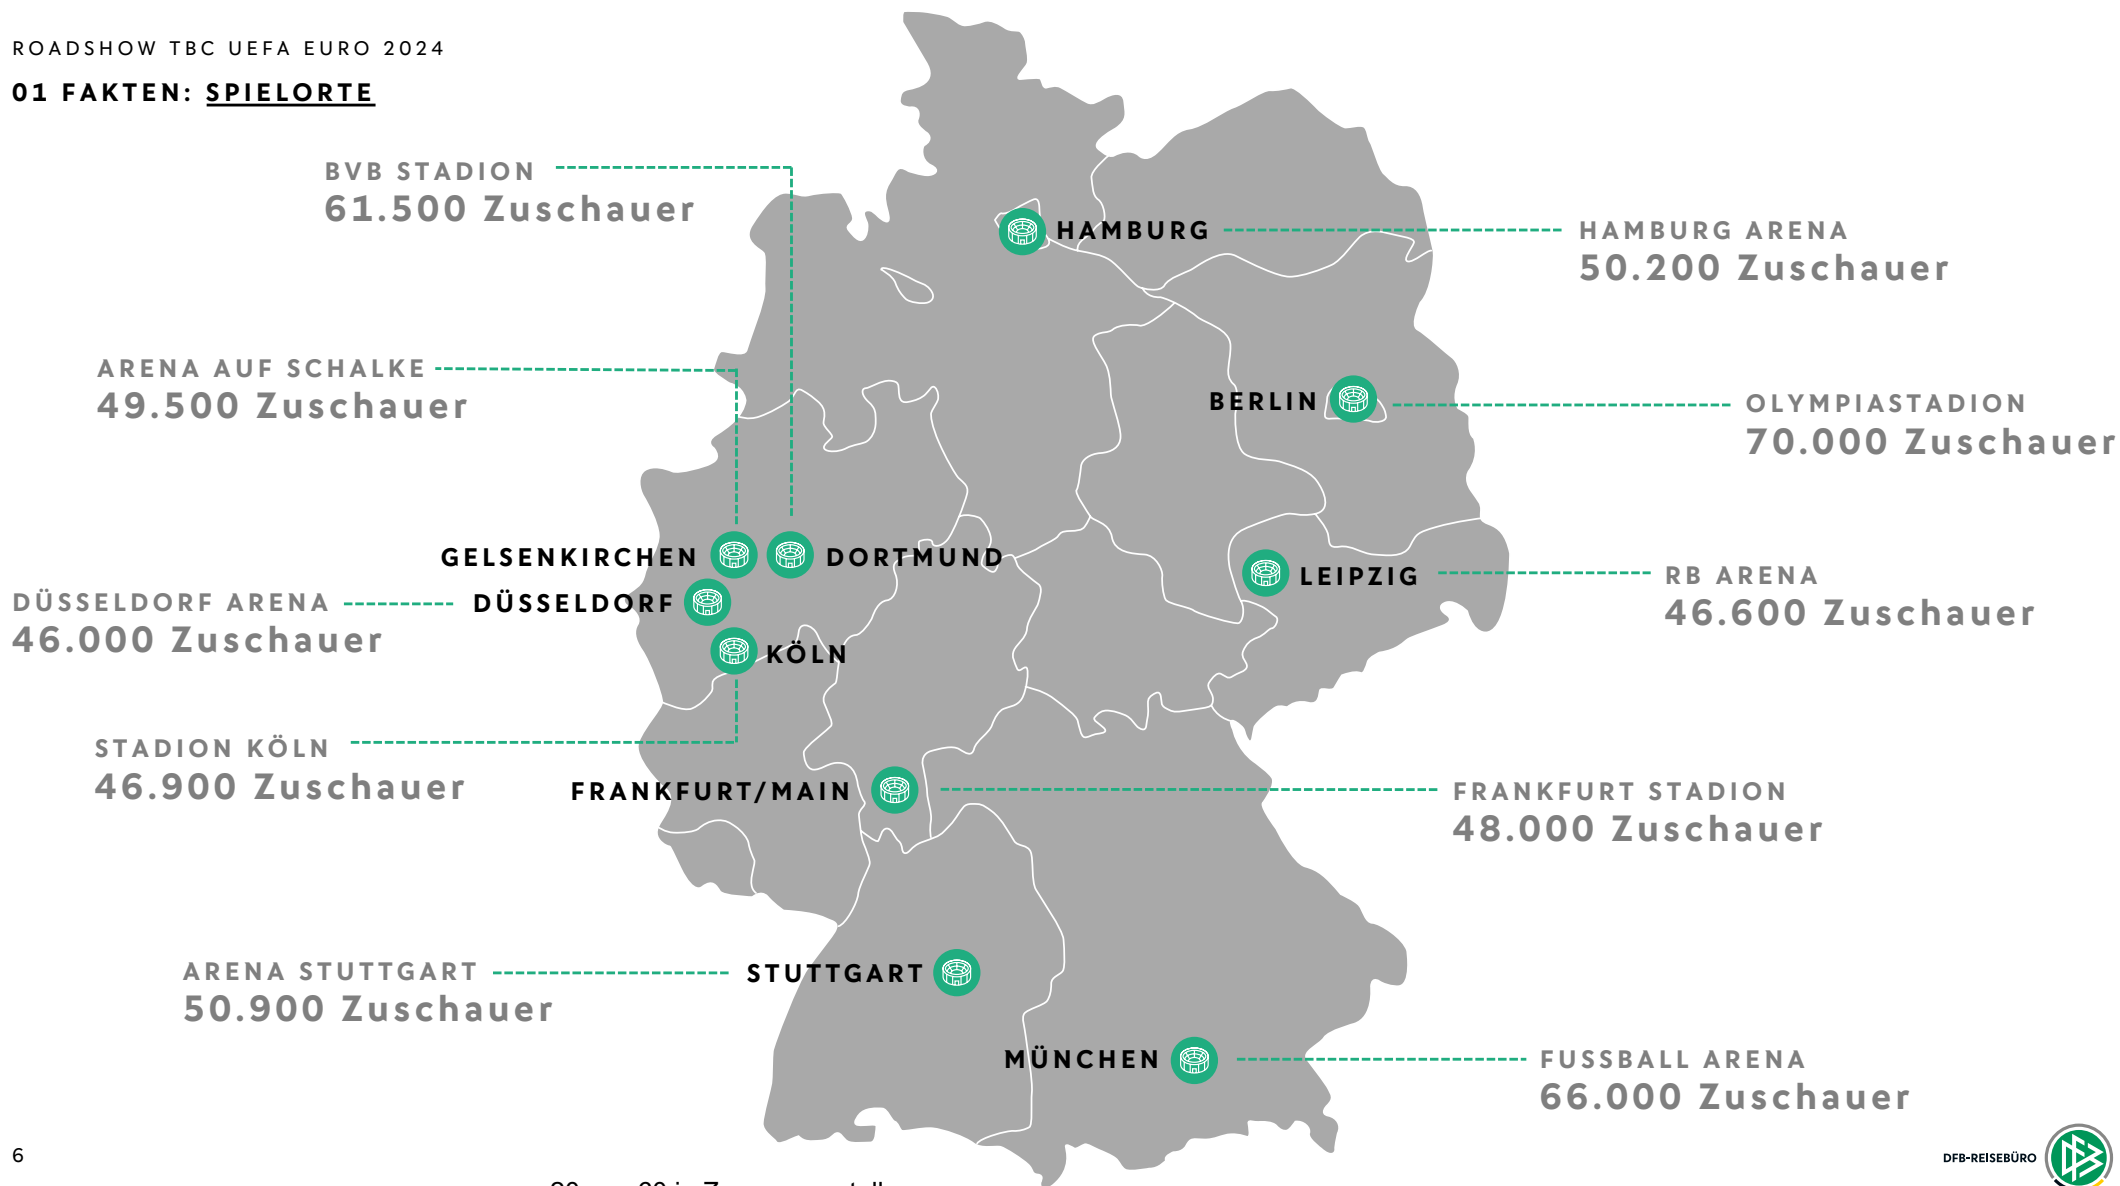 ROADSHOW TBC UEFA EURO 2024
01 FAKTEN: SPIELORTE
BVB STADION
61.500 Zuschauer
HAMBURG
HAMBURG ARENA
50.200 Zuschauer
ARENA AUF SCHALKE
49.500 Zuschauer
BERLIN
OLYMPIASTADION
70.000 Zuschauer
GELSENKIRCHEN
DORTMUND
LEIPZIG
RB ARENA
46.600 Zuschauer
DÜSSELDORF ARENA
46.000 Zuschauer
DÜSSELDORF
KÖLN
STADION KÖLN
46.900 Zuschauer
FRANKFURT/MAIN
FRANKFURT STADION
48.000 Zuschauer
ARENA STUTTGART
50.900 Zuschauer
STUTTGART
MÜNCHEN
FUSSBALL ARENA
66.000 Zuschauer
6
DFB-REISEBÜRO
DFB